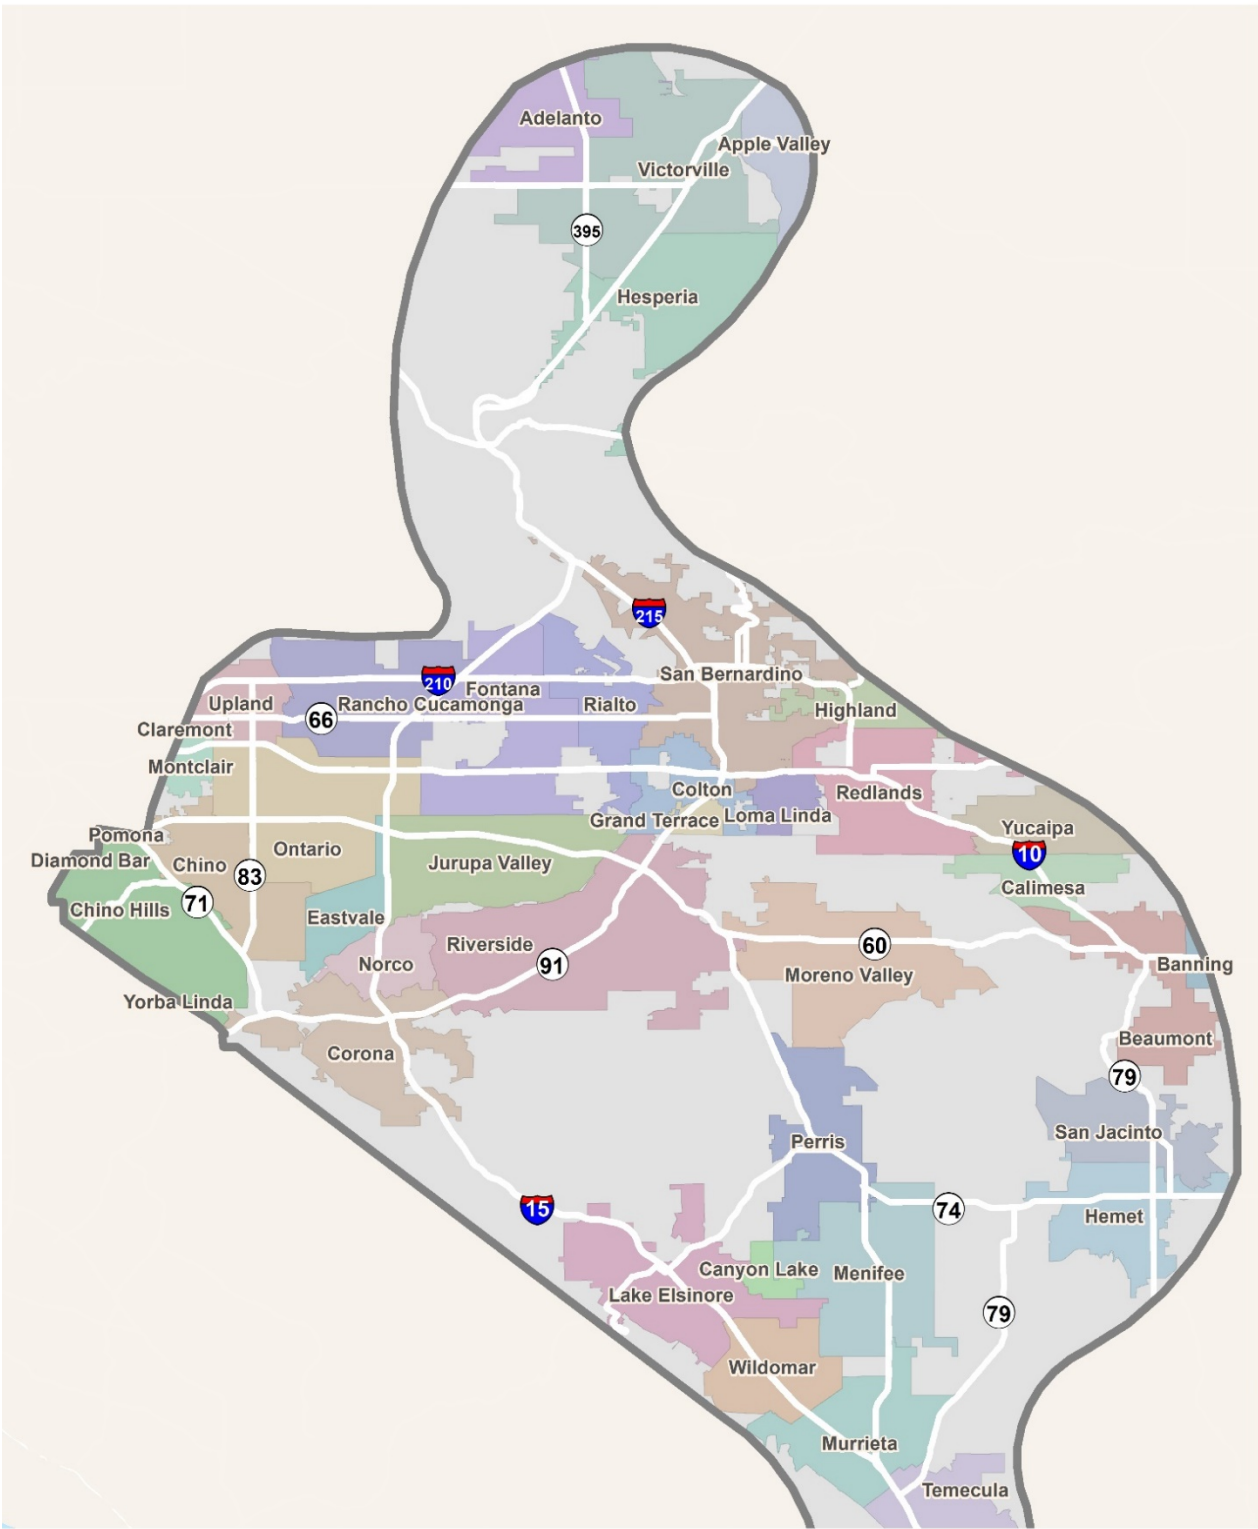 Adelanto
Apple Valley
Victorville
395
Hesperia
215
San Bernardino
210
Fontana
Upland
Rancho Cucamonga
Rialto
66
Highland
Claremont
Montclair
Colton
Redlands
Grand Terrace
Loma Linda
Yucaipa
Pomona
Ontario
10
Diamond Bar
Chino
Jurupa Valley
83
Calimesa
71
Chino Hills
Eastvale
Riverside
60
91
Norco
Moreno Valley
Banning
Yorba Linda
Beaumont
Corona
79
San Jacinto
Perris
15
74
Hemet
Canyon Lake
Menifee
Lake Elsinore
79
Wildomar
Murrieta
Temecula